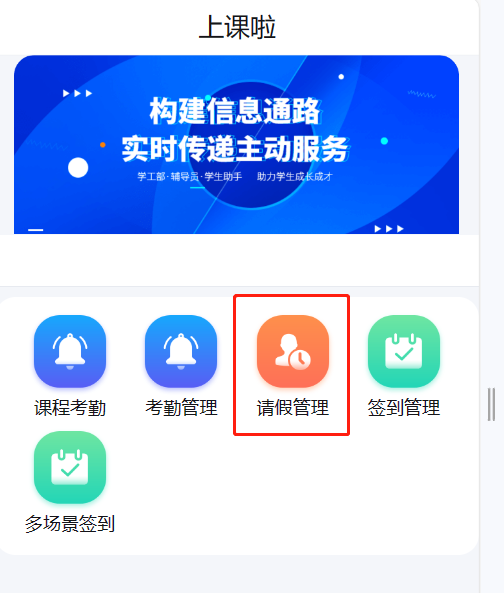 上课啦
构建信息通路
实时传递主动服务
学工部·辅导员·学生助手 助力学生成长成才
课程考勤 考勤管理 请假管理 签到管理
多场景签到